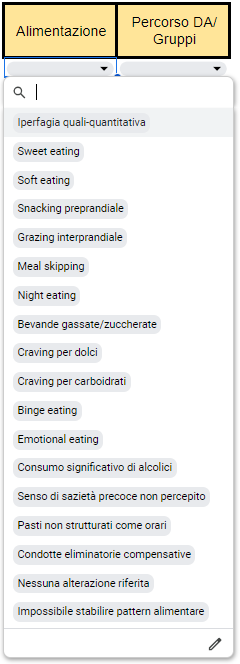 Alimentazione
Percorso DA/
Gruppi
Iperfagia quali-quantitativa
Sweet eating
Soft eating
Snacking preprandiale
Grazing interprandiale
Meal skipping
Night eating
Bevande gassate/zuccherate
Craving per dolci
Craving per carboidrati
Binge eating
Emotional eating
Consumo significativo di alcolici
Senso di sazietà precoce non percepito
Pasti non strutturati come orari
Condotte eliminatorie compensative
Nessuna alterazione riferita
Impossibile stabilire pattern alimentare